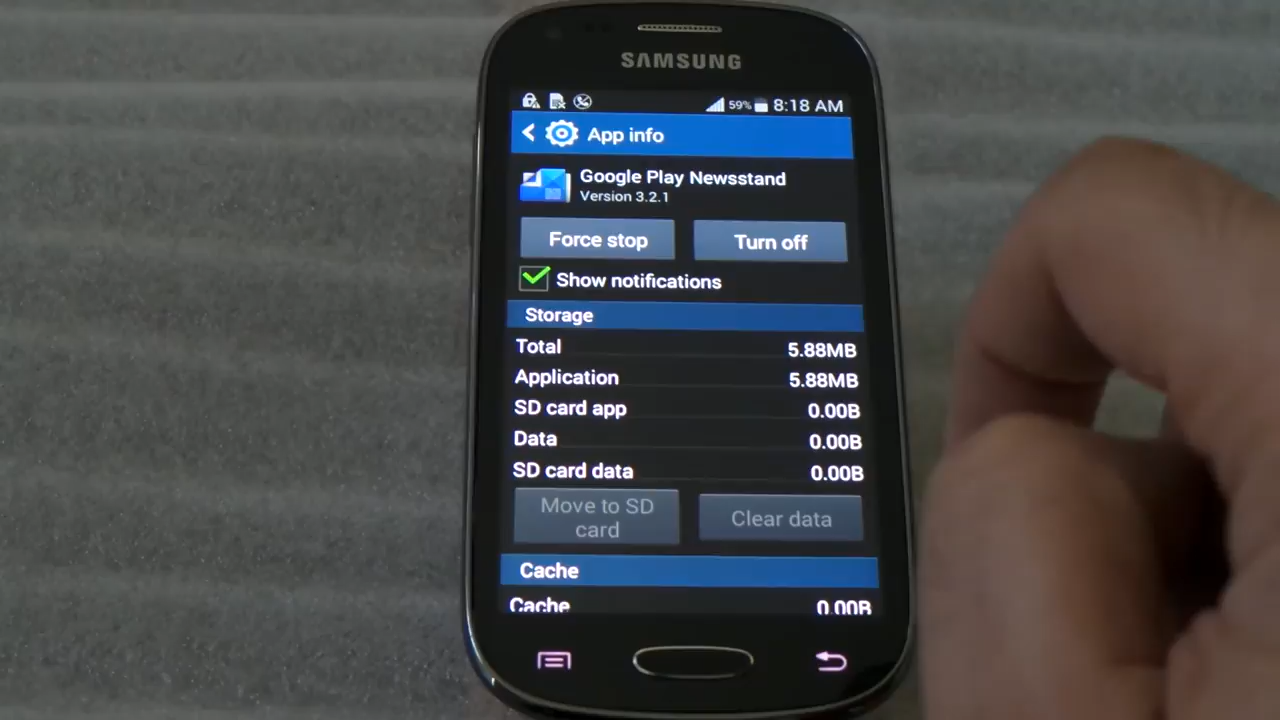 SAMSUNG
59% 8:18 AM
App info
Google Play Newsstand
Version 3.2.1
Force stop Turn off
Show notifications
Storage
Total 5.88MB
Application 5.88MB
SD card app 0.00B
Data 0.00B
SD card data 0.00B
Move to SD card Clear data
Cache
Cache 0.00B